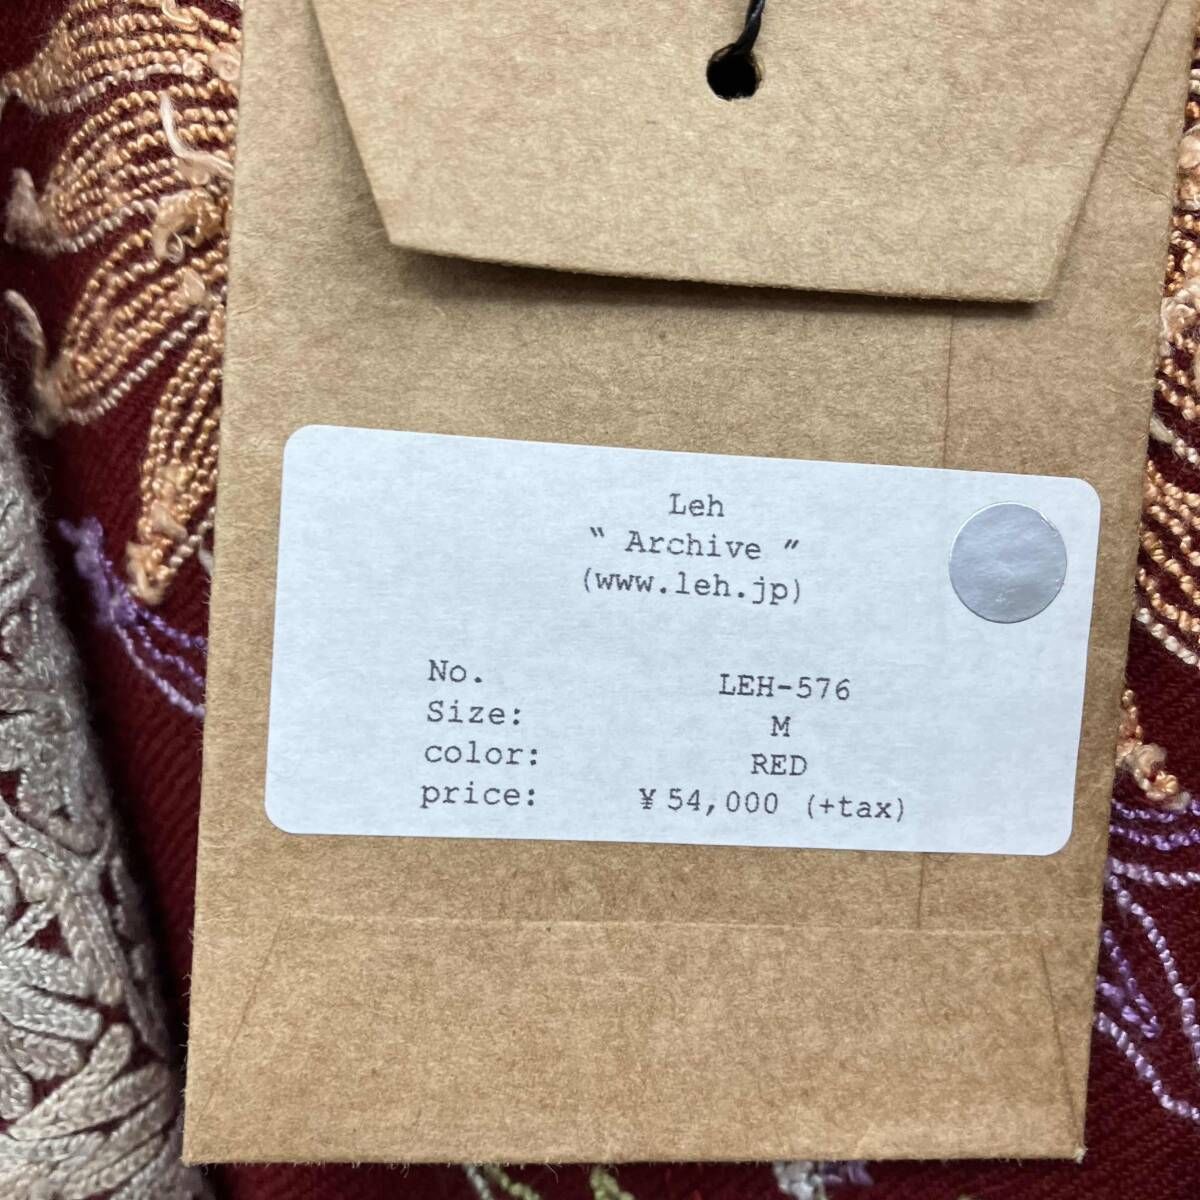 Leh
“ Archive ”
(www.leh.jp)
No. LEH-576
Size: M
color: RED
price: ¥54,000 (+tax)